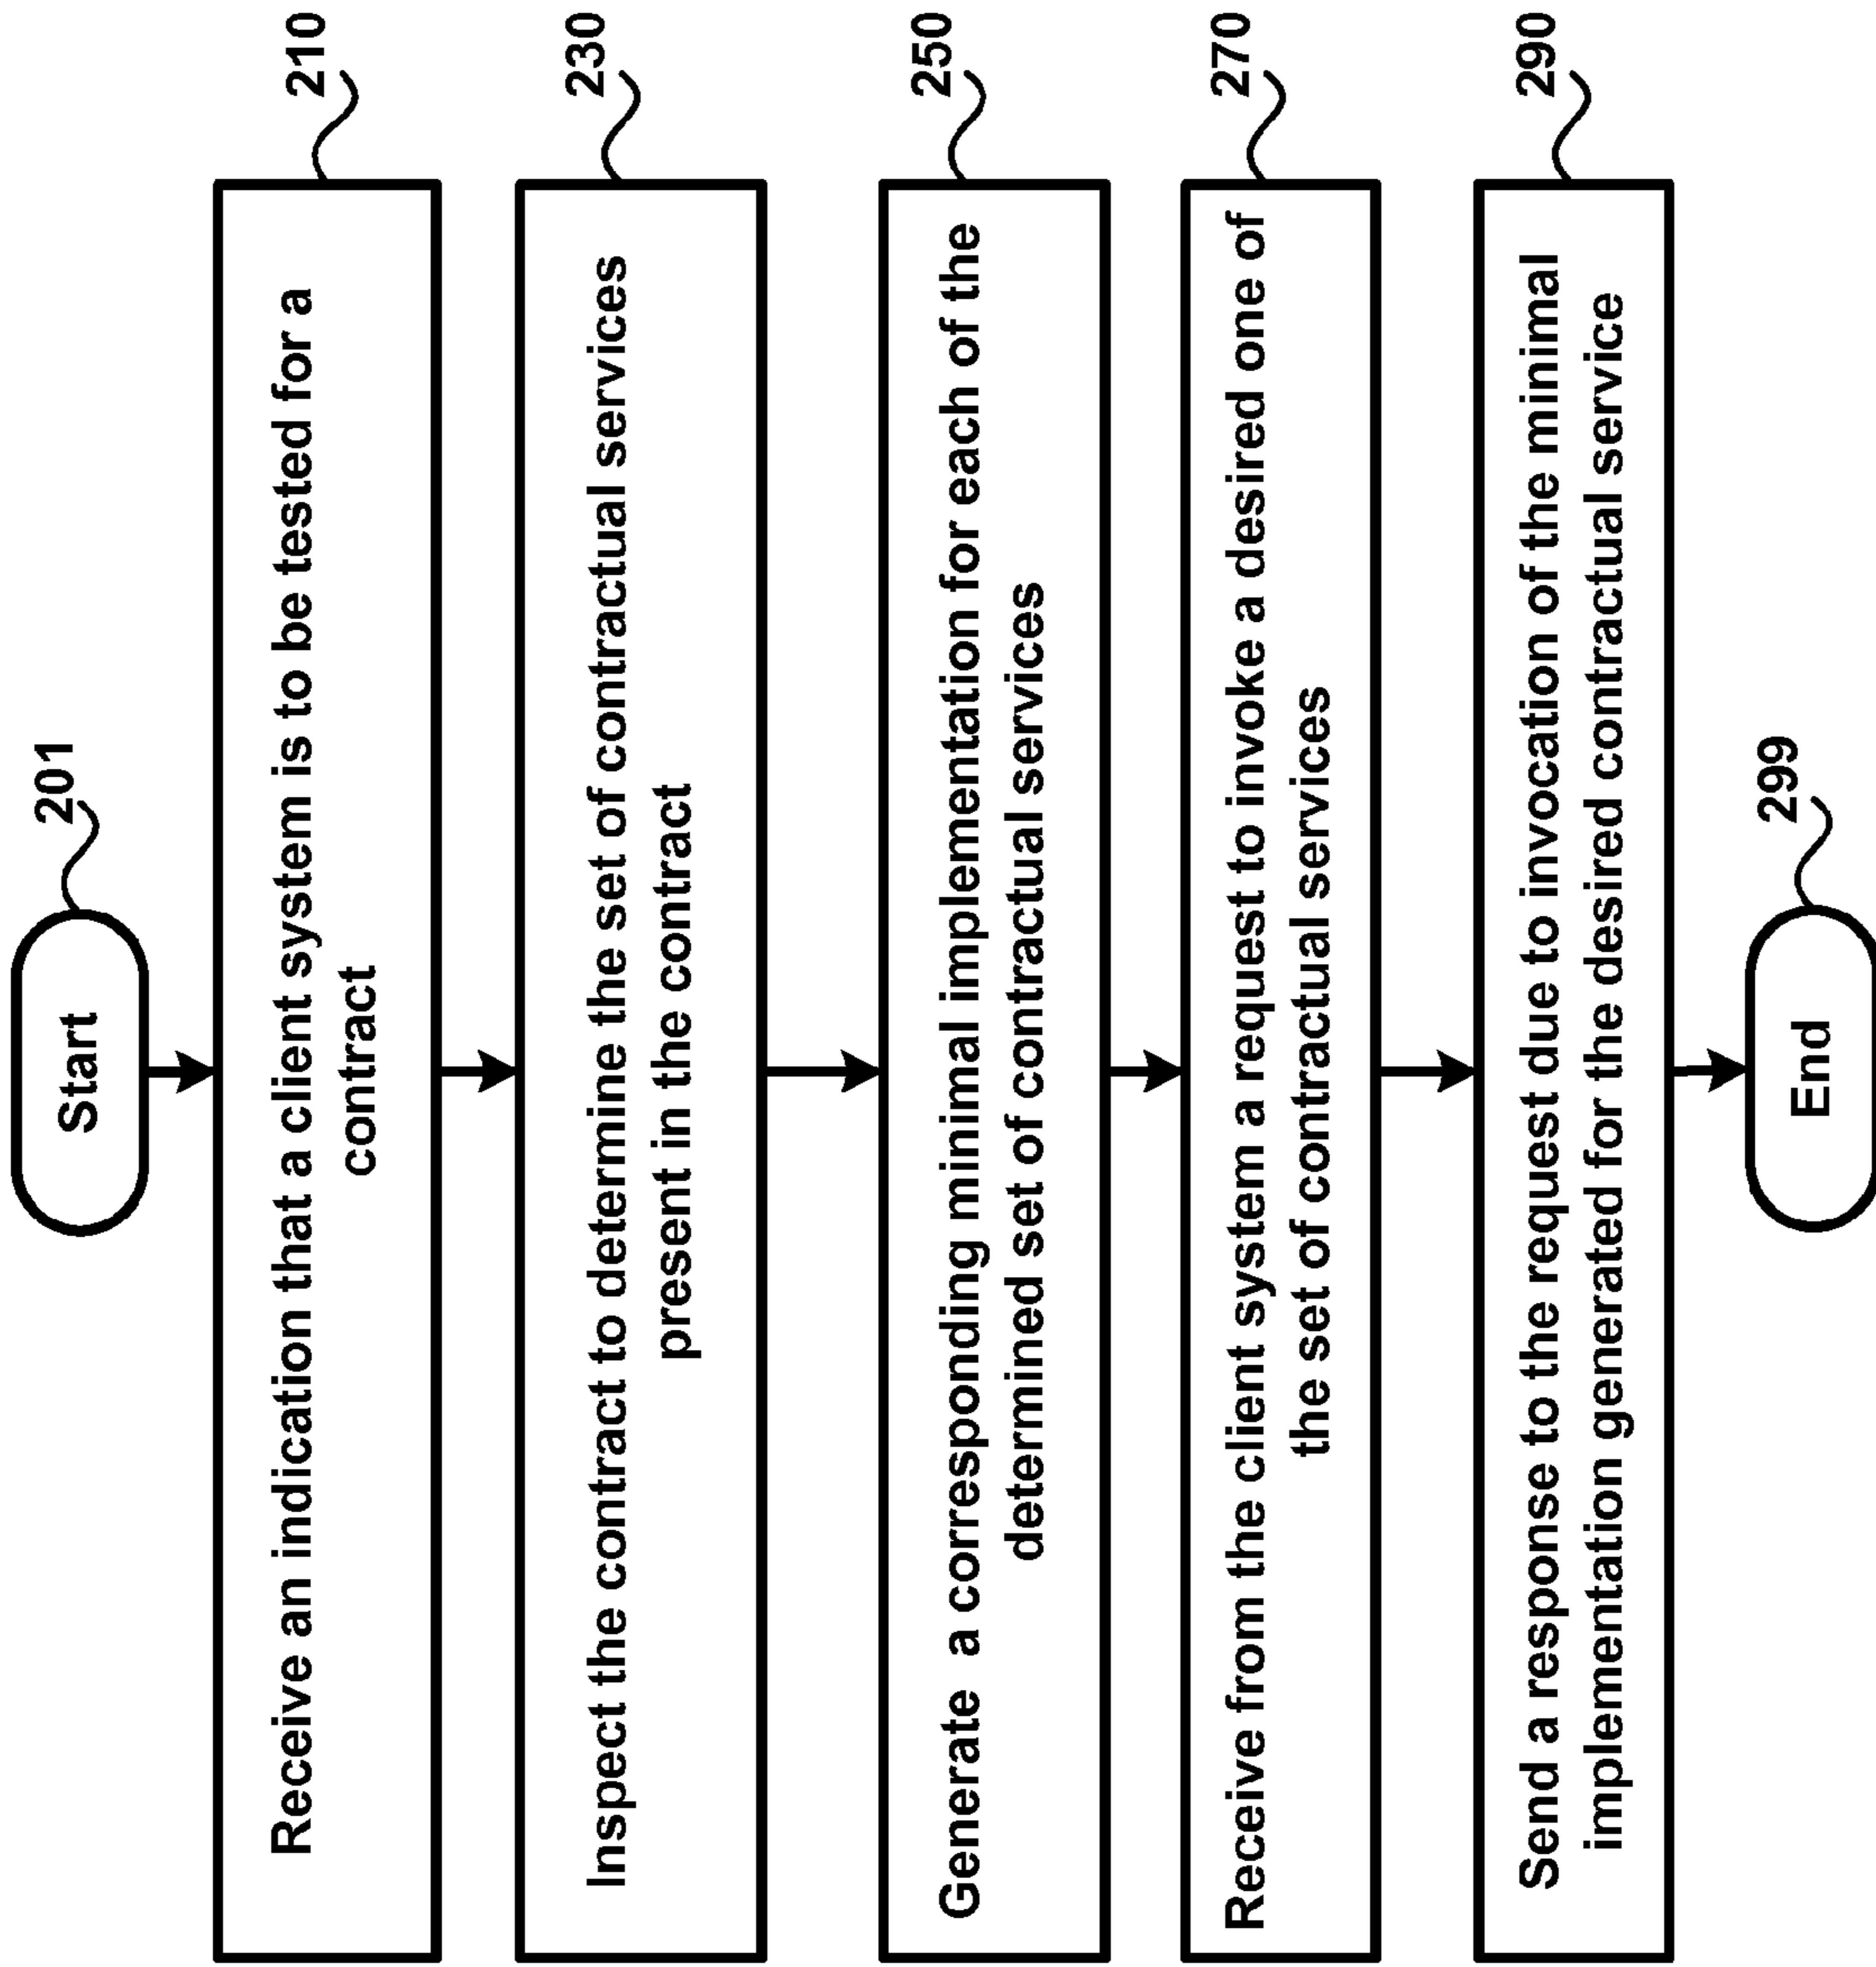 Start
201
Receive an indication that a client system is to be tested for a
contract
210
Inspect the contract to determine the set of contractual services
present in the contract
230
Generate a corresponding minimal implementation for each of the
determined set of contractual services
250
Receive from the client system a request to invoke a desired one of
the set of contractual services
270
Send a response to the request due to invocation of the minimal
implementation generated for the desired contractual service
290
End
299